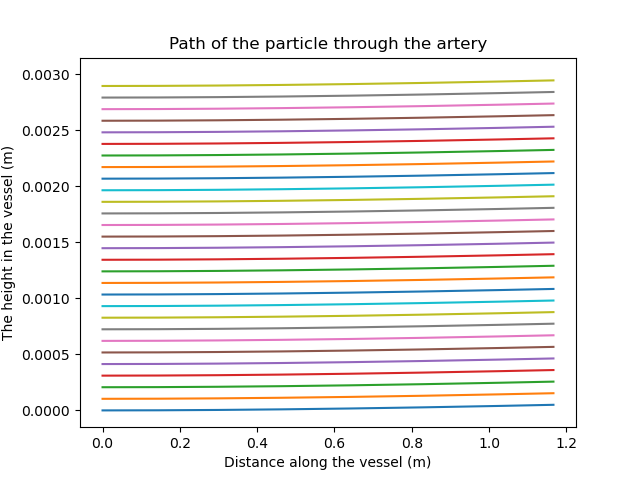 Path of the particle through the artery
0.0030
0.0025
0.0020
0.0015
0.0010
0.0005
0.0000
The height in the vessel (m)
0.0 0.2 0.4 0.6 0.8 1.0 1.2
Distance along the vessel (m)